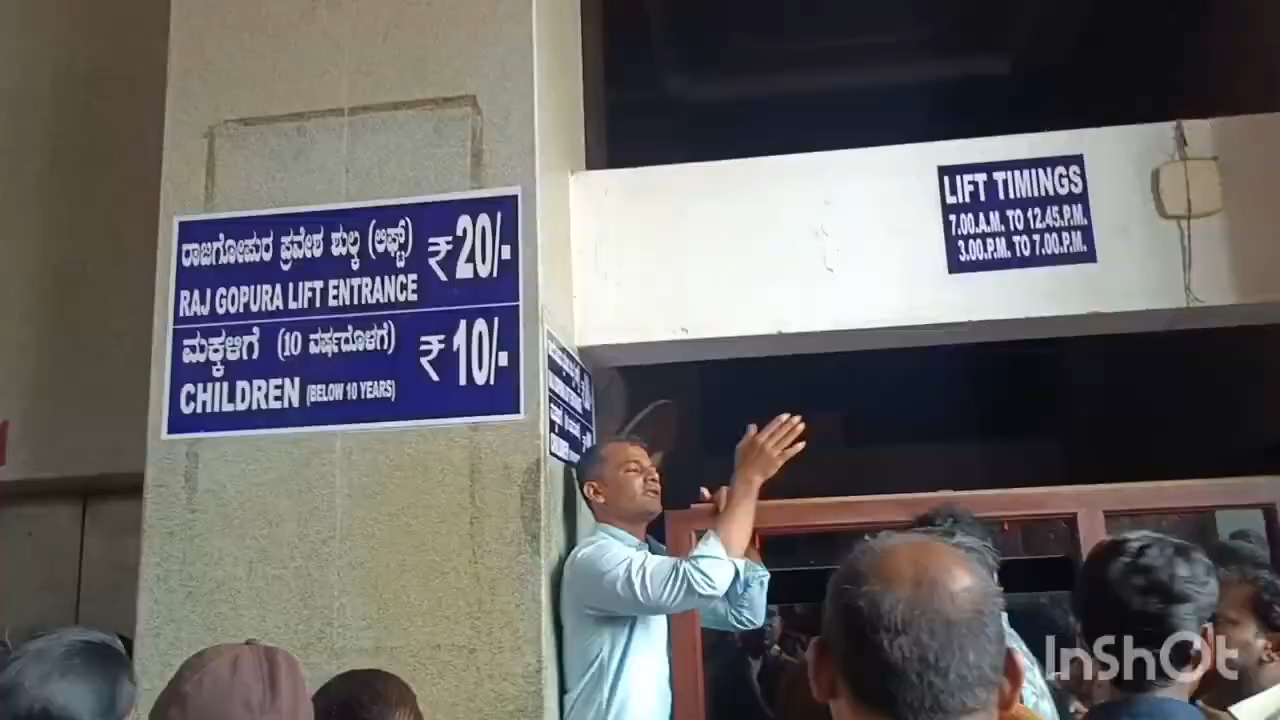 ರಾಜಗೋಪುರ ಪ್ರವೇಶ ಶುಲ್ಕ (ಲಿಫ್ಟ್) ₹20/-
RAJ GOPURA LIFT ENTRANCE
ಮಕ್ಕಳಿಗೆ (10 ವರ್ಷದೊಳಗೆ) ₹10/-
CHILDREN (BELOW 10 YEARS)
LIFT TIMINGS
7.00.A.M. TO 12.45.P.M.
3.00.P.M. TO 7.00.P.M.
InShOt